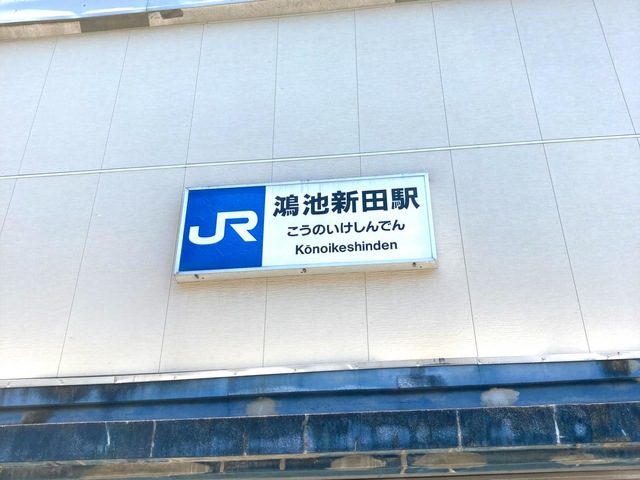 JR
鴻池新田駅
こうのいけしんでん
Kōnoikeshinden